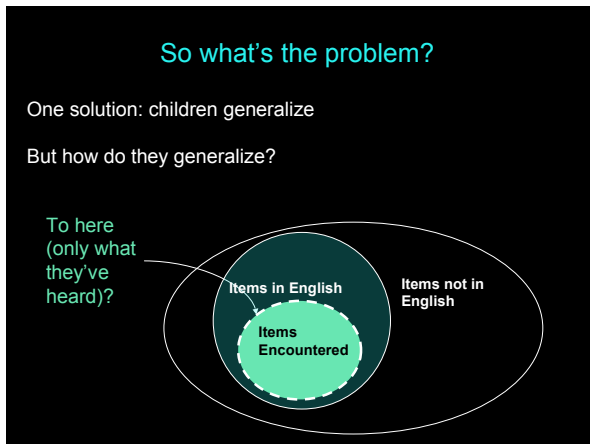 So what's the problem?
One solution: children generalize
But how do they generalize?
To here
(only what
they've
heard)?
Items in English
Items not in
English
Items
Encountered